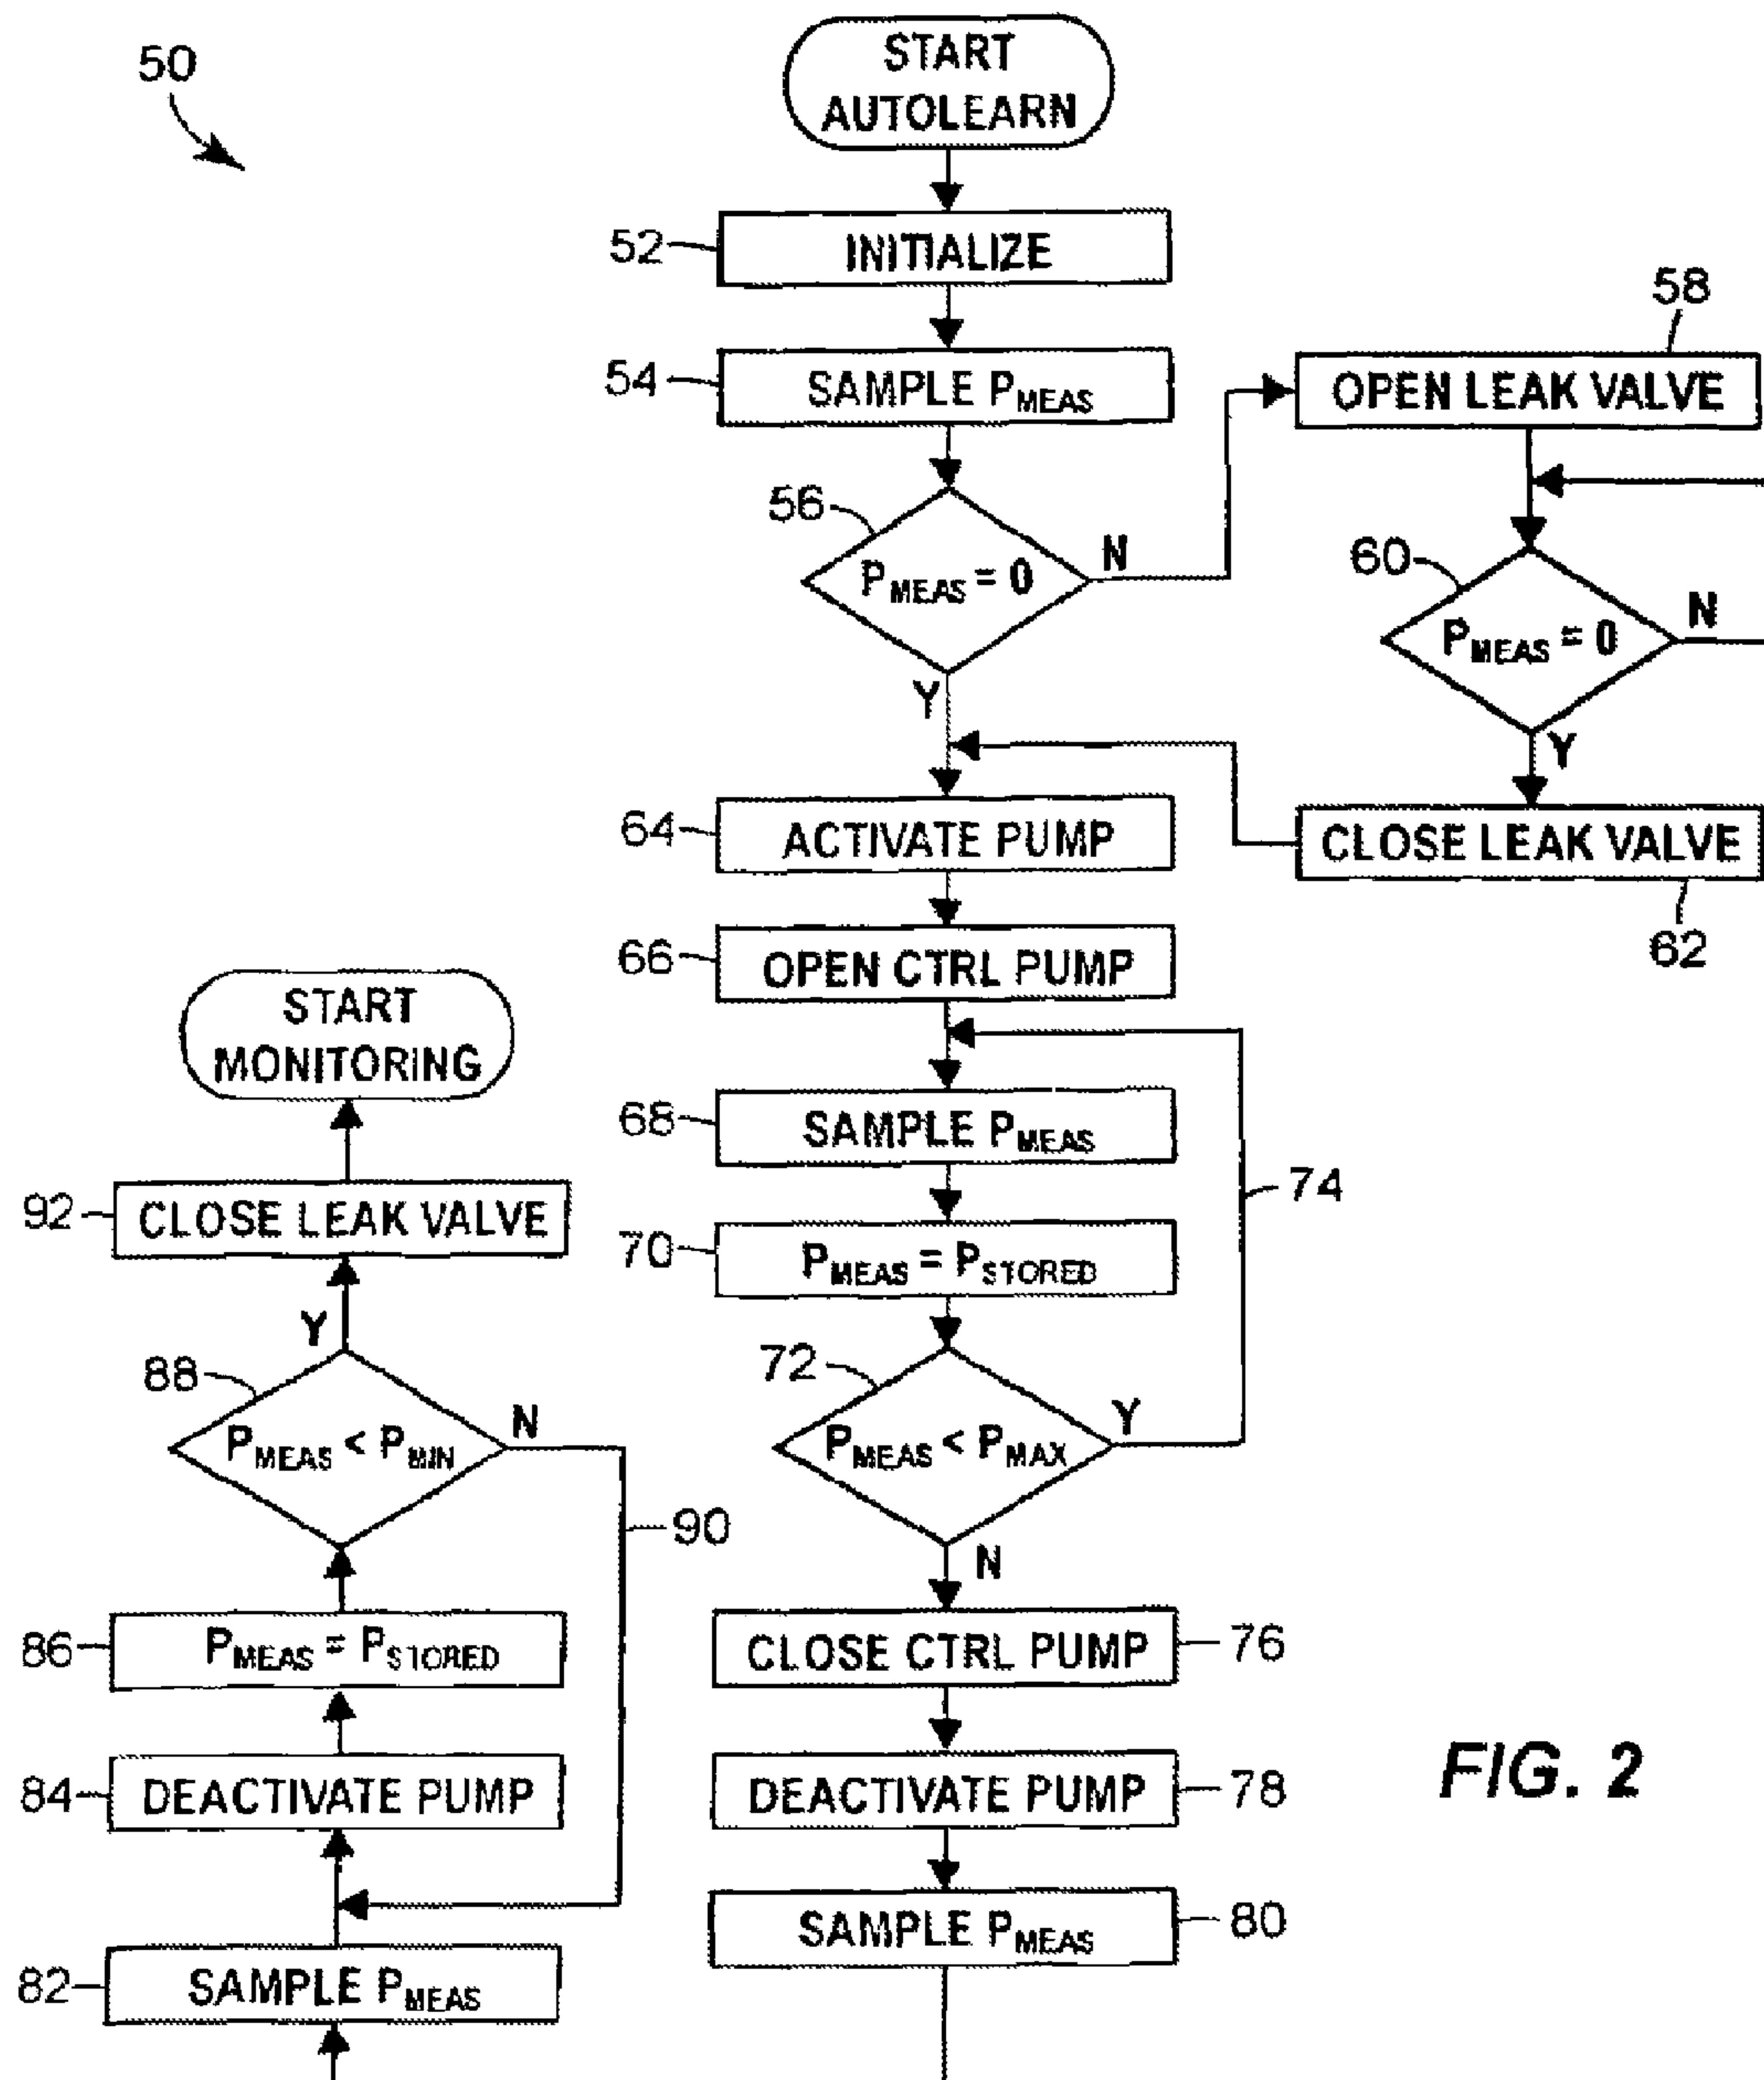 50
START
AUTOLEARN
52
INITIALIZE
54
SAMPLE PMEAS
58
OPEN LEAK VALVE
56
PMEAS = 0
N
Y
60
PMEAS = 0
N
Y
CLOSE LEAK VALVE
62
64
ACTIVATE PUMP
66
OPEN CTRL PUMP
68
SAMPLE PMEAS
70
PMEAS = PSTORED
74
72
PMEAS < PMAX
Y
N
CLOSE CTRL PUMP
76
DEACTIVATE PUMP
78
SAMPLE PMEAS
80
82
SAMPLE PMEAS
84
DEACTIVATE PUMP
86
PMEAS = PSTORED
88
PMEAS < PMIN
N
90
Y
92
CLOSE LEAK VALVE
START
MONITORING
FIG. 2